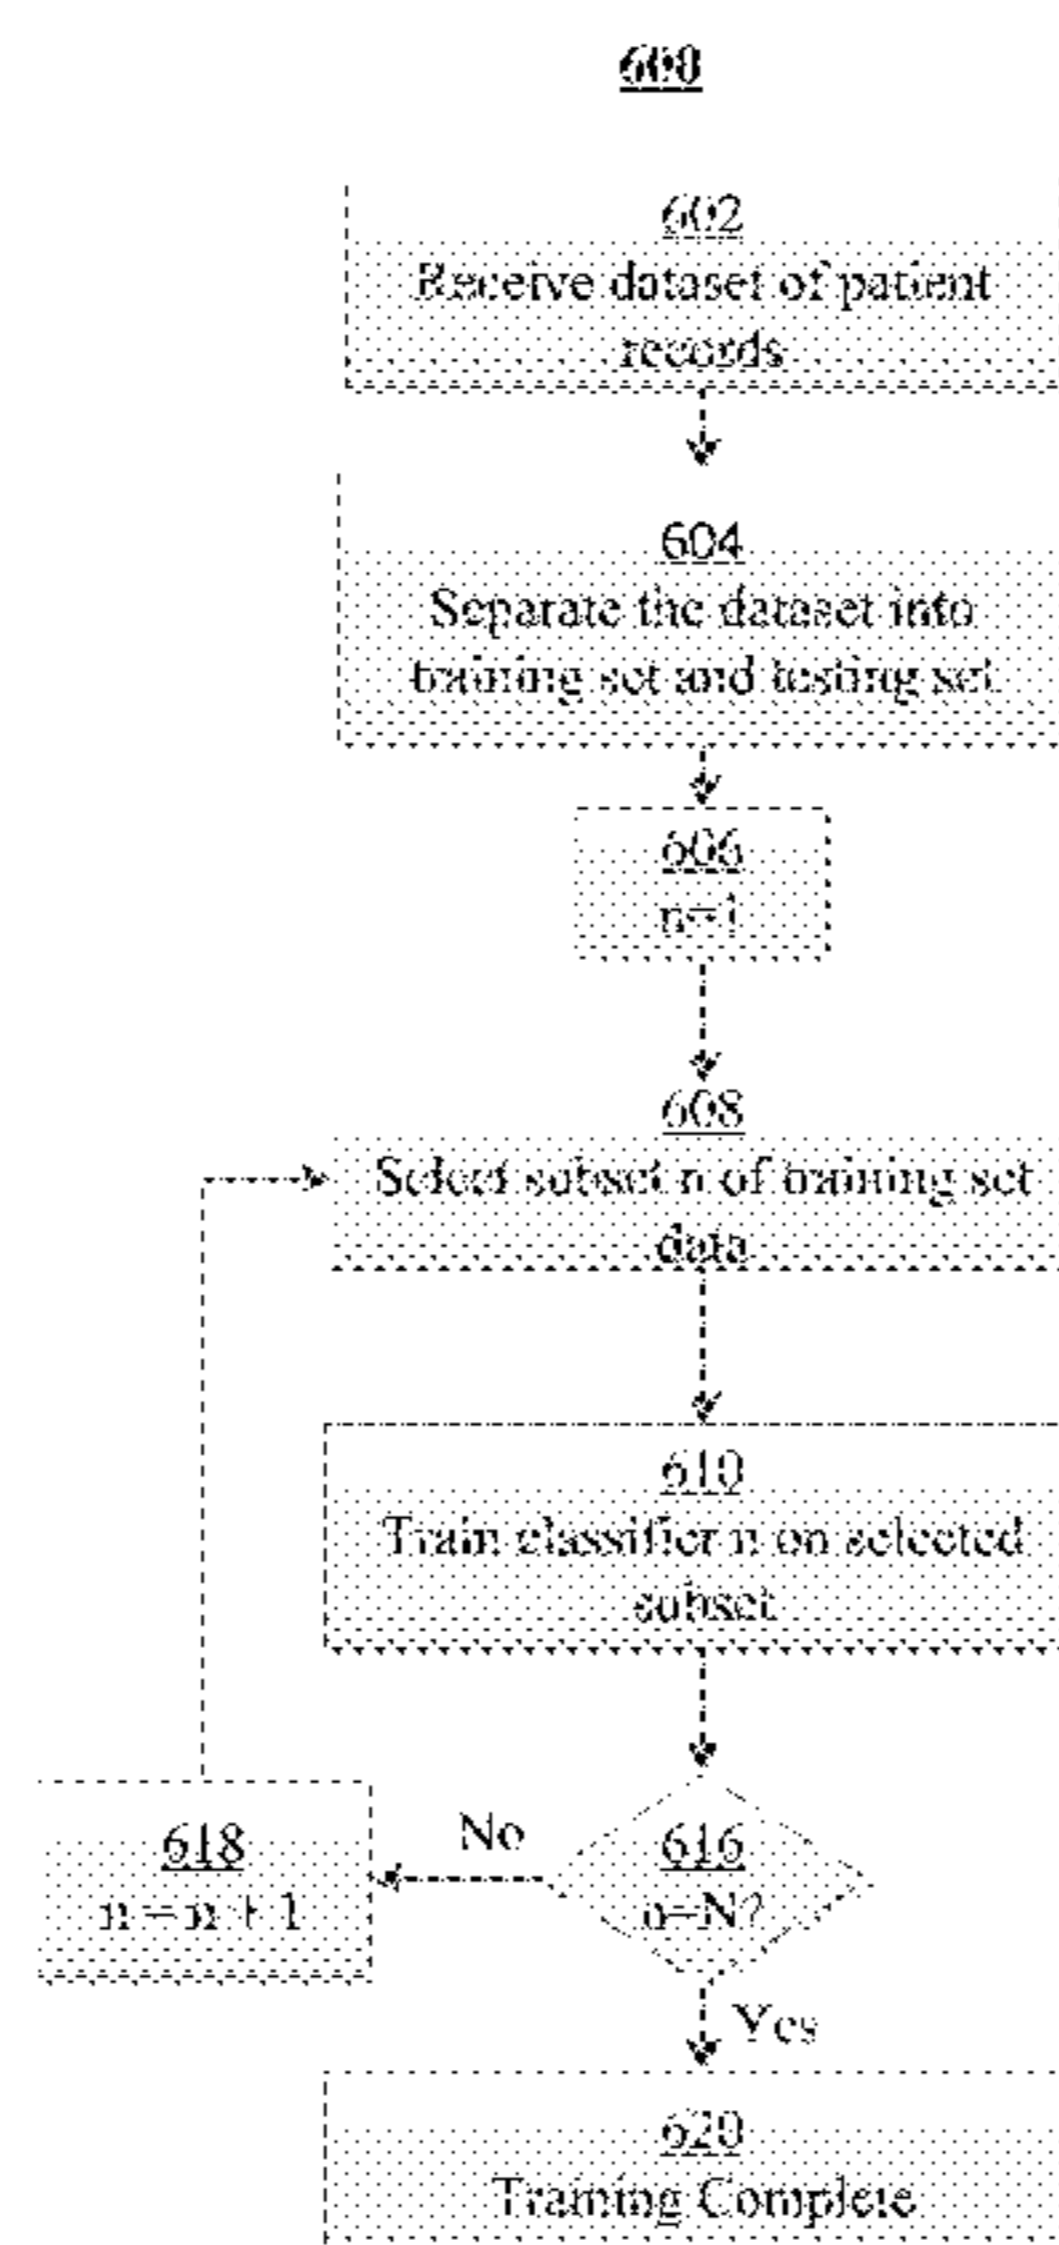 600
602
Receive dataset of patient
records
604
Separate the dataset into
training set and testing set
606
n=1
608
Select subset n of training set
data
610
Train classifier n on selected
subset
616
n=N?
No
618
n = n + 1
Yes
620
Training Complete